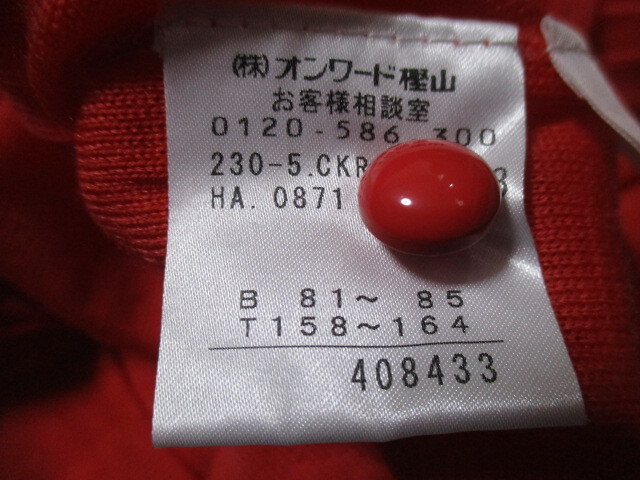 (株)オンワード樫山
お客様相談室
0120-586 300
230-5.CKR 3
HA. 0871
B 81～ 85
T158～164
408433